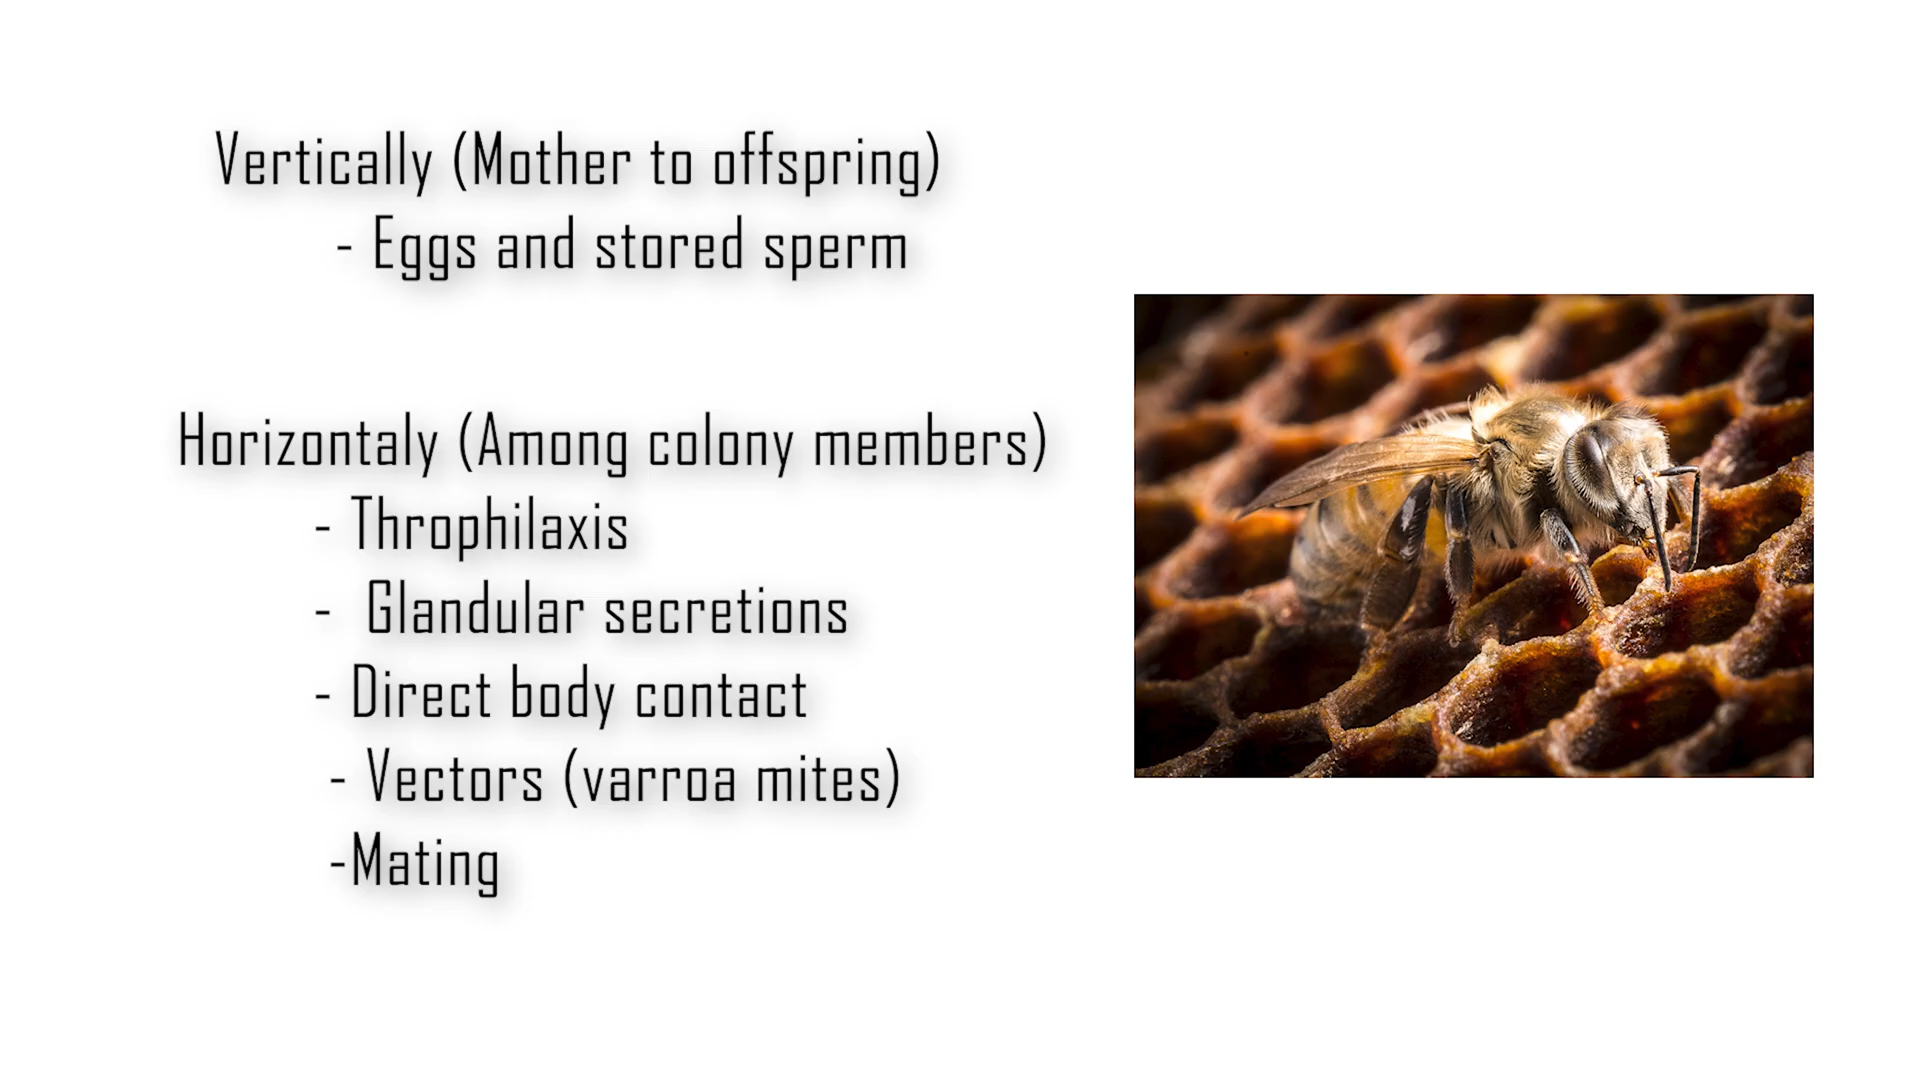 Vertically (Mother to offspring)
- Eggs and stored sperm
Horizontaly (Among colony members)
- Throphilaxis
- Glandular secretions
- Direct body contact
- Vectors (varroa mites)
-Mating